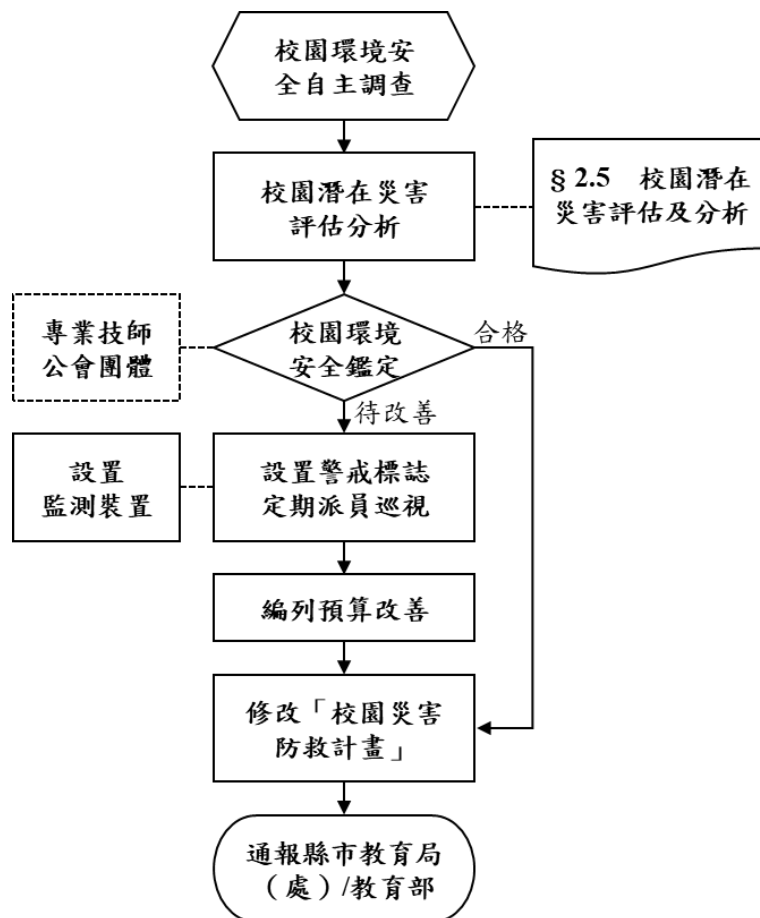 校園環境安
全自主調查
校園潛在災害
評估分析
§ 2.5 校園潛在
災害評估及分析
專業技師
公會團體
校園環境
安全鑑定
合格
待改善
設置
監測裝置
設置警戒標誌
定期派員巡視
編列預算改善
修改「校園災害
防救計畫」
通報縣市教育局
（處）/教育部